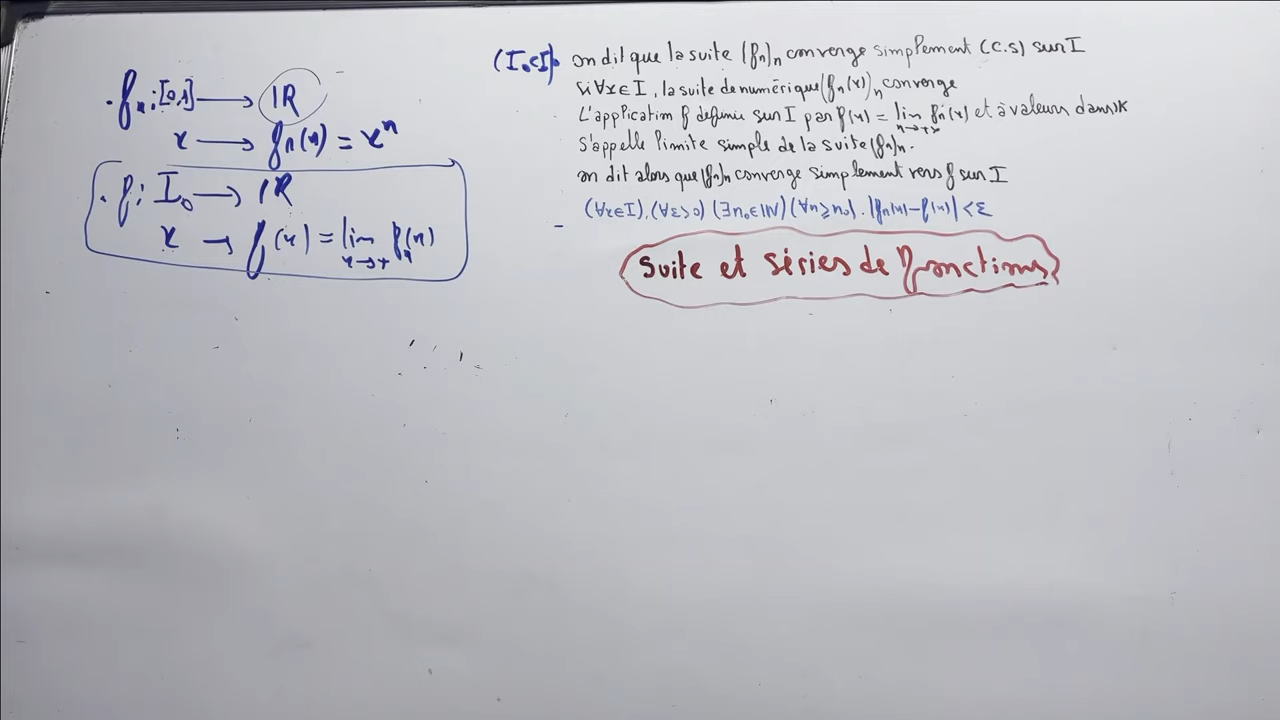 . fₙ : [0,1] ⟶ ℝ
x ⟶ fₙ(x) = xⁿ
. f : I₀ ⟶ ℝ
x → f(x) = lim fₙ(x)
n→+
(I₀⊂I). on dit que la suite (fₙ)ₙ converge simplement (C.S) sur I
si ∀x∈I, la suite de numérique (fₙ(x))ₙ converge
L'application f définie sur I par f(x) = lim fₙ(x) et à valeurs dans 𝕂
n→+∞
s'appelle limite simple de la suite (fₙ)ₙ.
on dit alors que (fₙ)ₙ converge simplement vers f sur I
(∀x∈I), (∀ε>0) (∃n₀∈ℕ) (∀n≥n₀). |fₙ(x)-f(x)| <ε
Suite et séries de fonctions